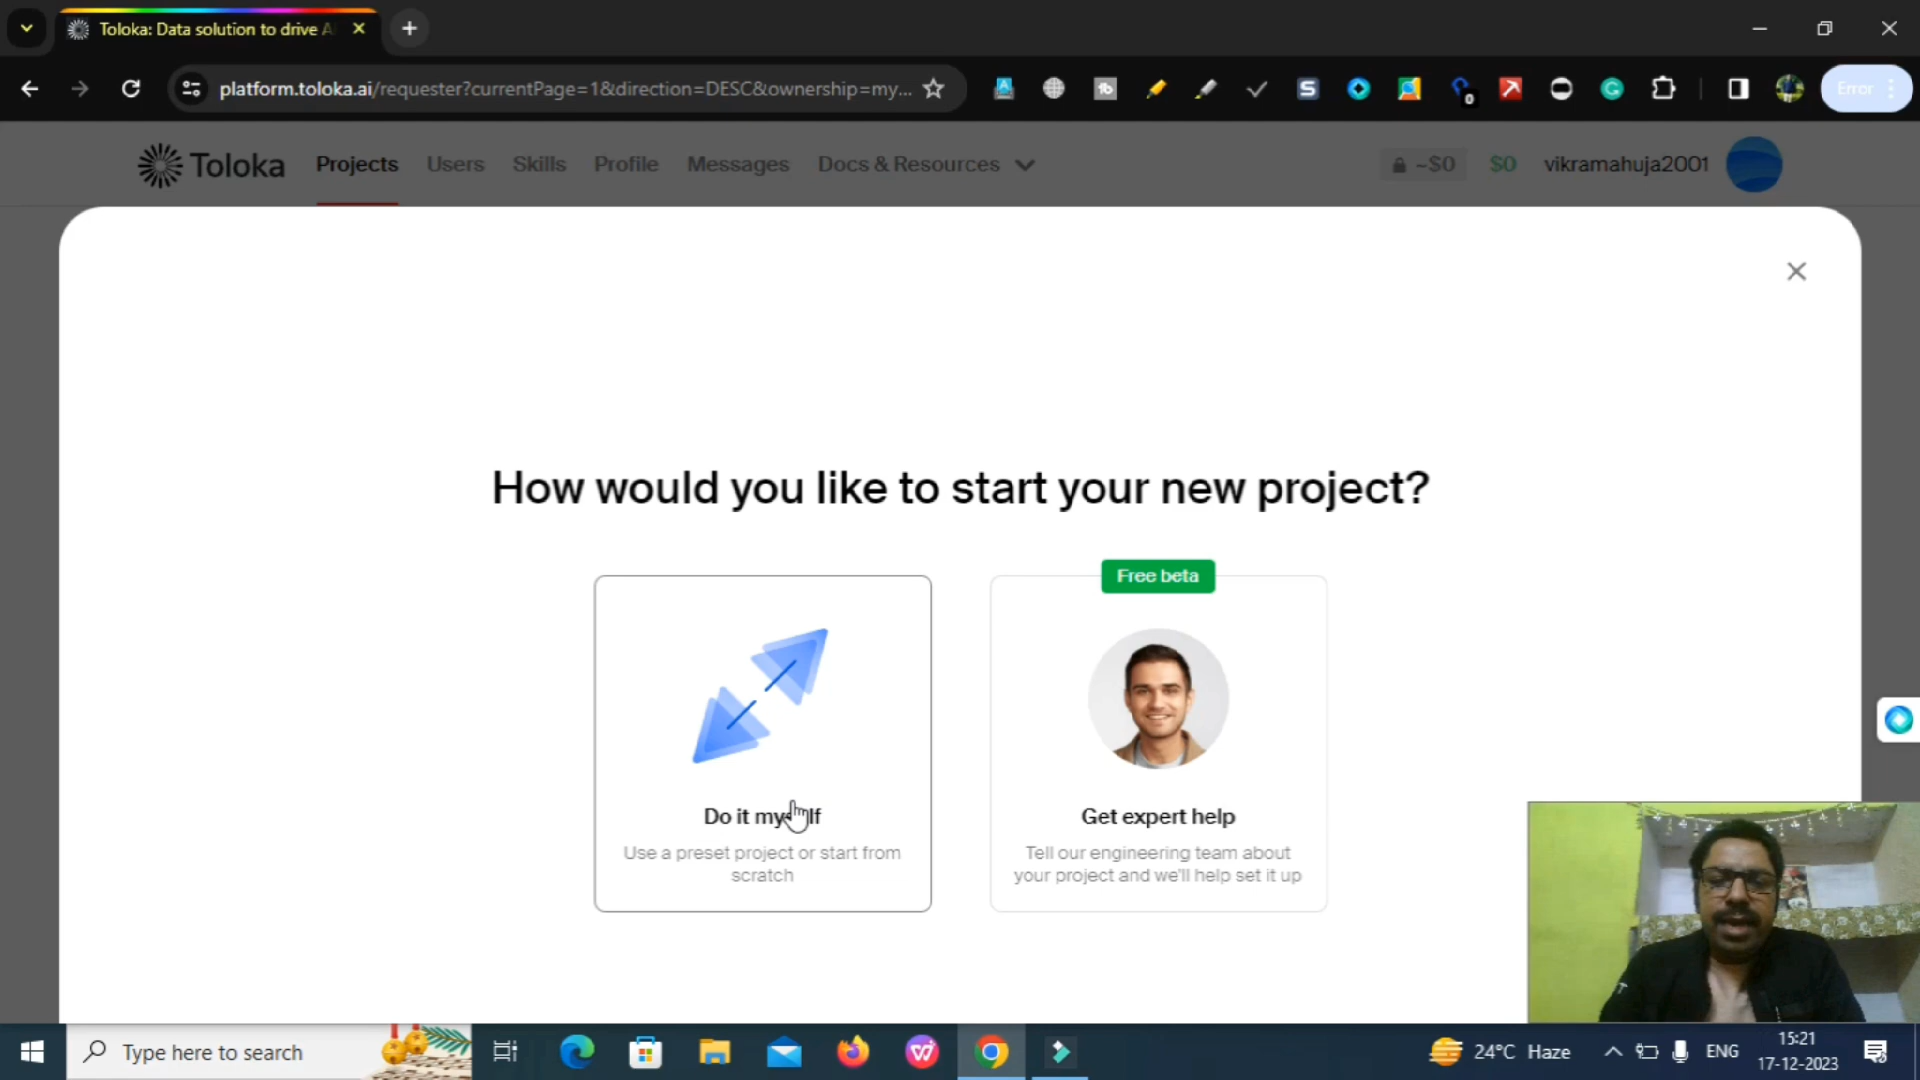 Toloka: Data solution to drive A
platform.toloka.ai/requester?currentPage=1&direction=DESC&ownership=my...
Error
Toloka
Projects
Users
Skills
Profile
Messages
Docs & Resources
~$0
$0
vikramahuja2001
How would you like to start your new project?
Free beta
Do it myself
Use a preset project or start from
scratch
Get expert help
Tell our engineering team about
your project and we'll help set it up
Type here to search
24°C Haze
ENG
15:21
17-12-2023